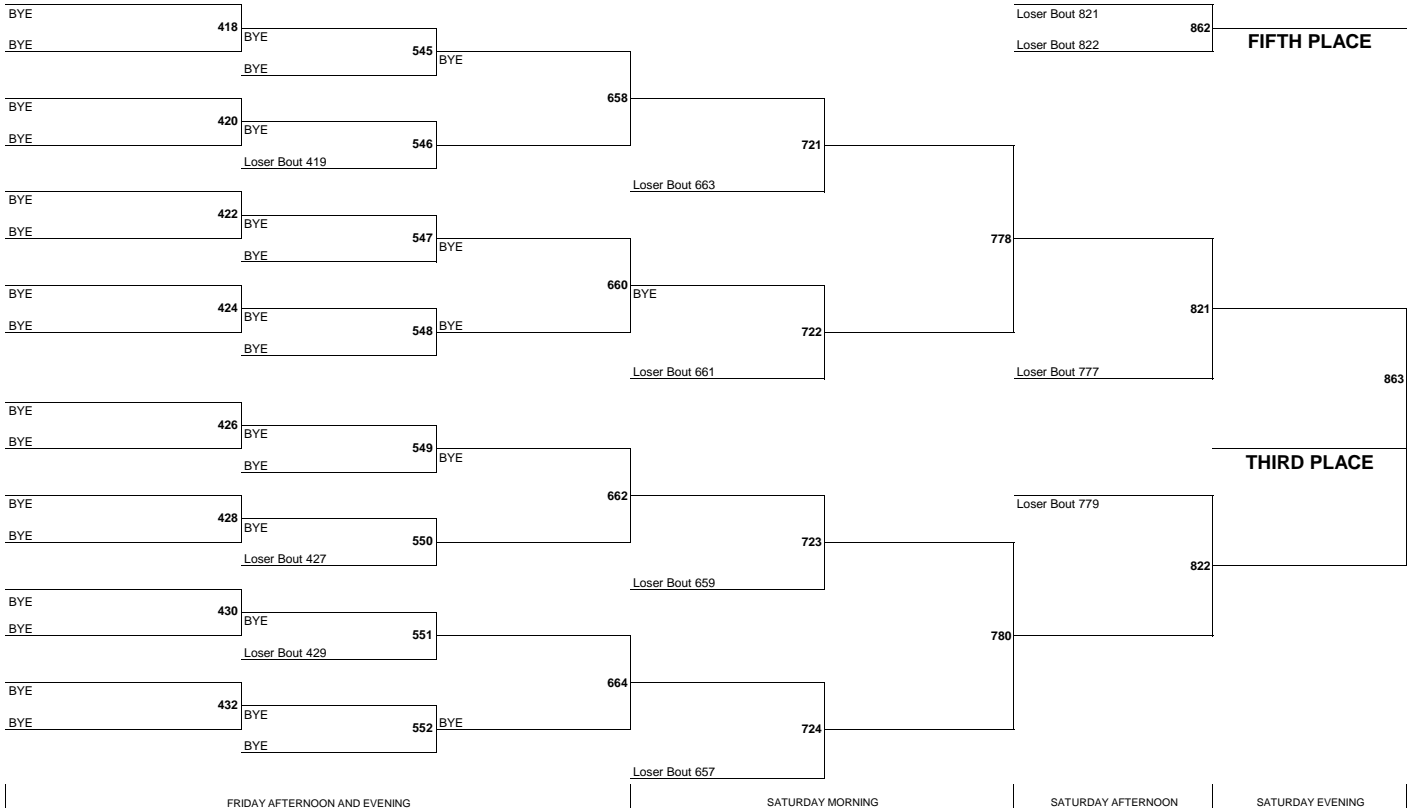 BYE
418
BYE
BYE
545
BYE
BYE
658
BYE
420
BYE
BYE
546
Loser Bout 419
721
Loser Bout 663
BYE
422
BYE
BYE
547
BYE
BYE
778
660
BYE
BYE
424
BYE
BYE
548
BYE
BYE
722
Loser Bout 661
821
Loser Bout 777
863
BYE
426
BYE
BYE
549
BYE
BYE
662
BYE
428
BYE
BYE
550
Loser Bout 427
723
Loser Bout 659
BYE
430
BYE
BYE
551
Loser Bout 429
780
664
BYE
432
BYE
BYE
552
BYE
BYE
724
Loser Bout 657
Loser Bout 821
862
Loser Bout 822
FIFTH PLACE
THIRD PLACE
Loser Bout 779
822
FRIDAY AFTERNOON AND EVENING
SATURDAY MORNING
SATURDAY AFTERNOON
SATURDAY EVENING